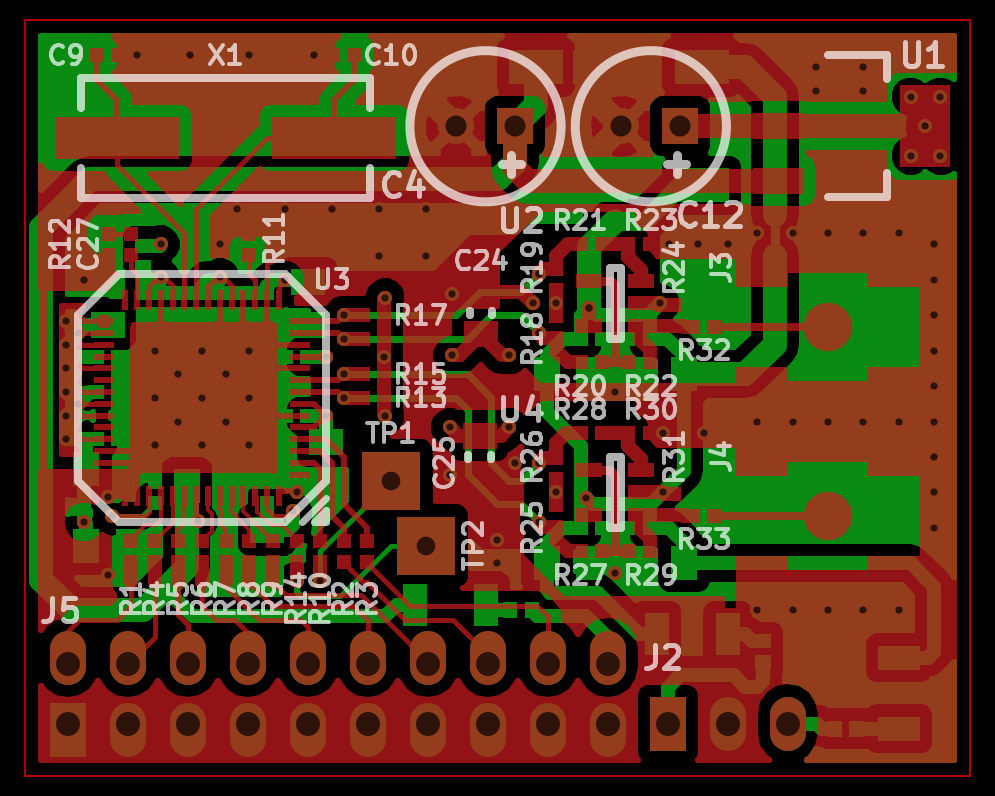 C9 X1 C10 U1
C4 + +
U2 R21 R23 C12
R12 C27 R11 C24 R19 R24 J3
U3
R17 R18 R32
R15 R20 R22
R13 U4 R28 R30
TP1 C25 R26 R31 J4
TP2 R25 R33
R27 R29
J5 R1 R4 R5 R6 R7 R8 R9 R14 R10 R2 R3
J2